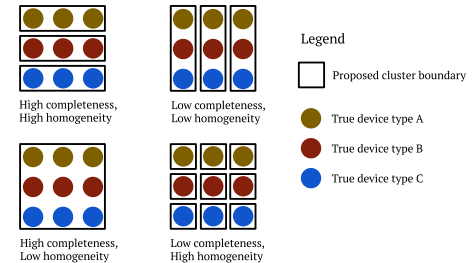 High completeness,
High homogeneity
Low completeness,
Low homogeneity
High completeness,
Low homogeneity
Low completeness,
High homogeneity
Legend
Proposed cluster boundary
True device type A
True device type B
True device type C